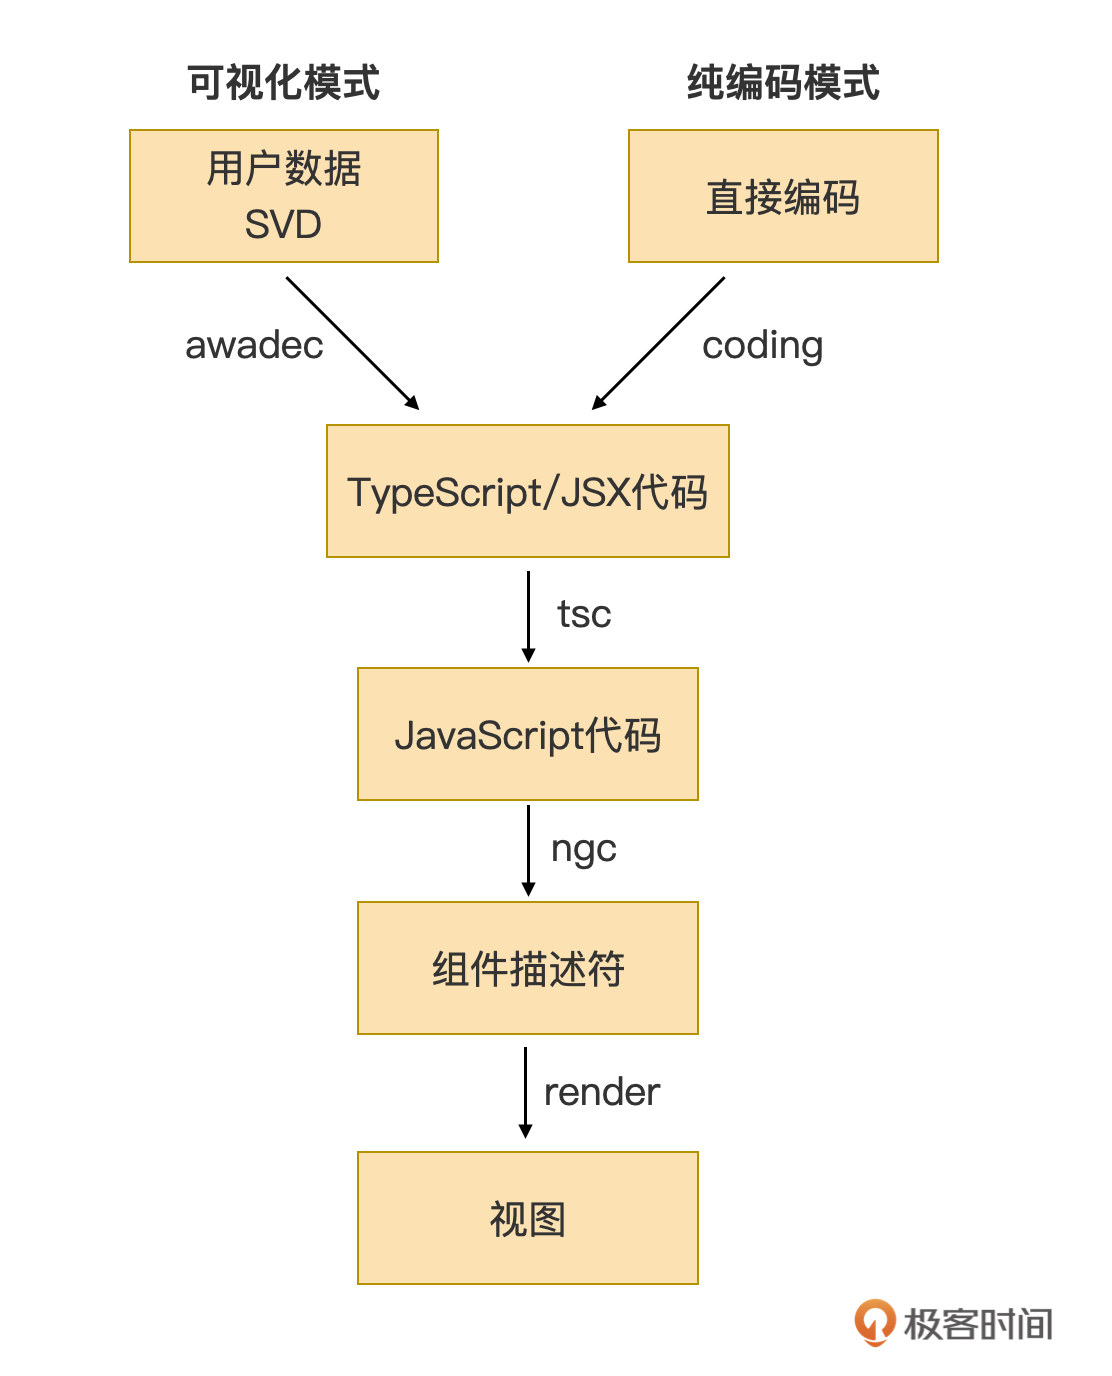 可视化模式
纯编码模式
用户数据
SVD
直接编码
awadec
coding
TypeScript/JSX代码
tsc
JavaScript代码
ngc
组件描述符
render
视图
极客时间